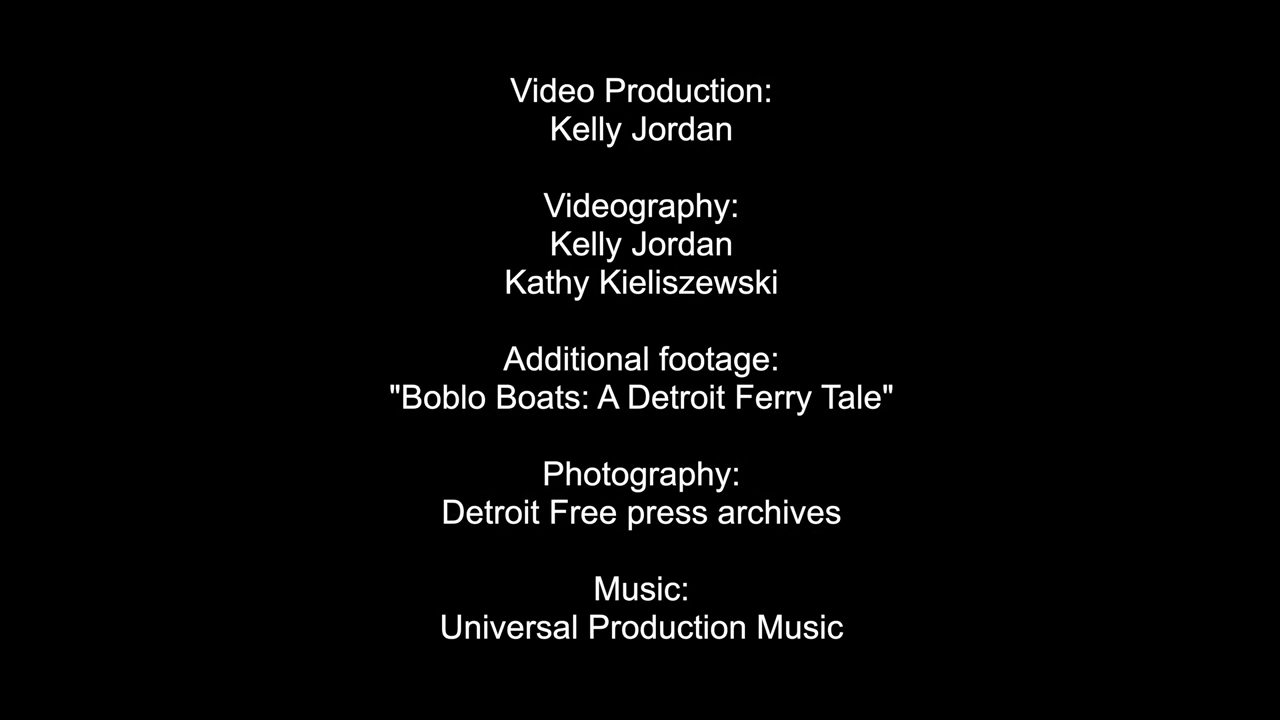 Video Production:
Kelly Jordan
Videography:
Kelly Jordan
Kathy Kieliszewski
Additional footage:
"Boblo Boats: A Detroit Ferry Tale"
Photography:
Detroit Free press archives
Music:
Universal Production Music